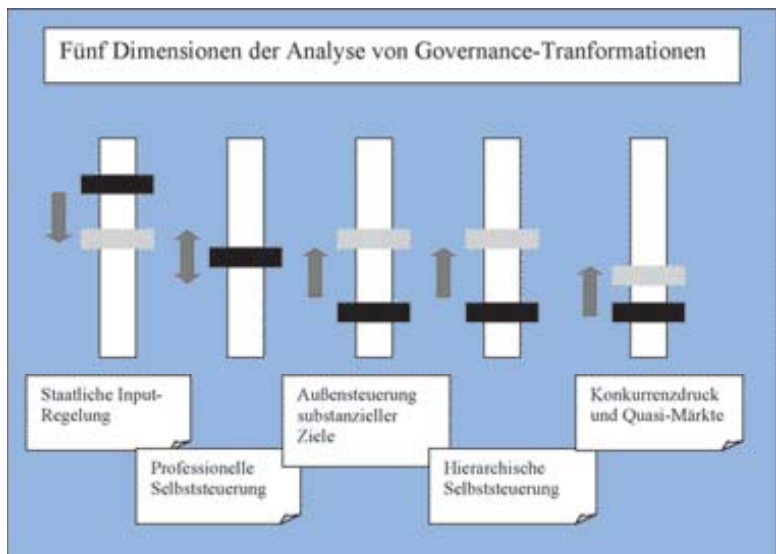 Fünf Dimensionen der Analyse von Governance-Tranformationen
Staatliche Input-
Regelung
Professionelle
Selbststeuerung
Außensteuerung
substanzieller
Ziele
Hierarchische
Selbststeuerung
Konkurrenzdruck
und Quasi-Märkte